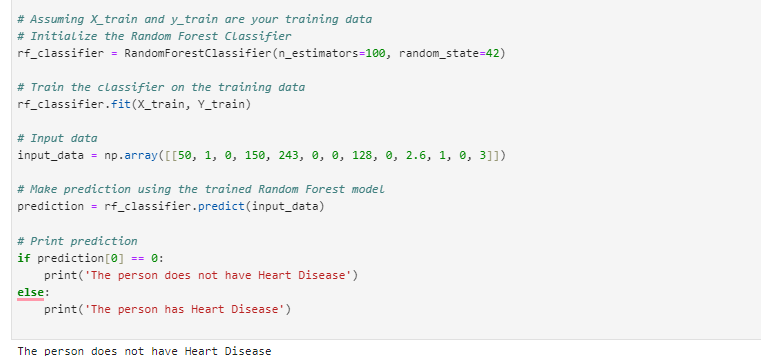 # Assuming X_train and y_train are your training data
# Initialize the Random Forest Classifier
rf_classifier = RandomForestClassifier(n_estimators=100, random_state=42)
# Train the classifier on the training data
rf_classifier.fit(X_train, Y_train)
# Input data
input_data = np.array([[50, 1, 0, 150, 243, 0, 0, 128, 0, 2.6, 1, 0, 3]])
# Make prediction using the trained Random Forest model
prediction = rf_classifier.predict(input_data)
# Print prediction
if prediction[0] == 0:
    print('The person does not have Heart Disease')
else:
    print('The person has Heart Disease')
The person does not have Heart Disease